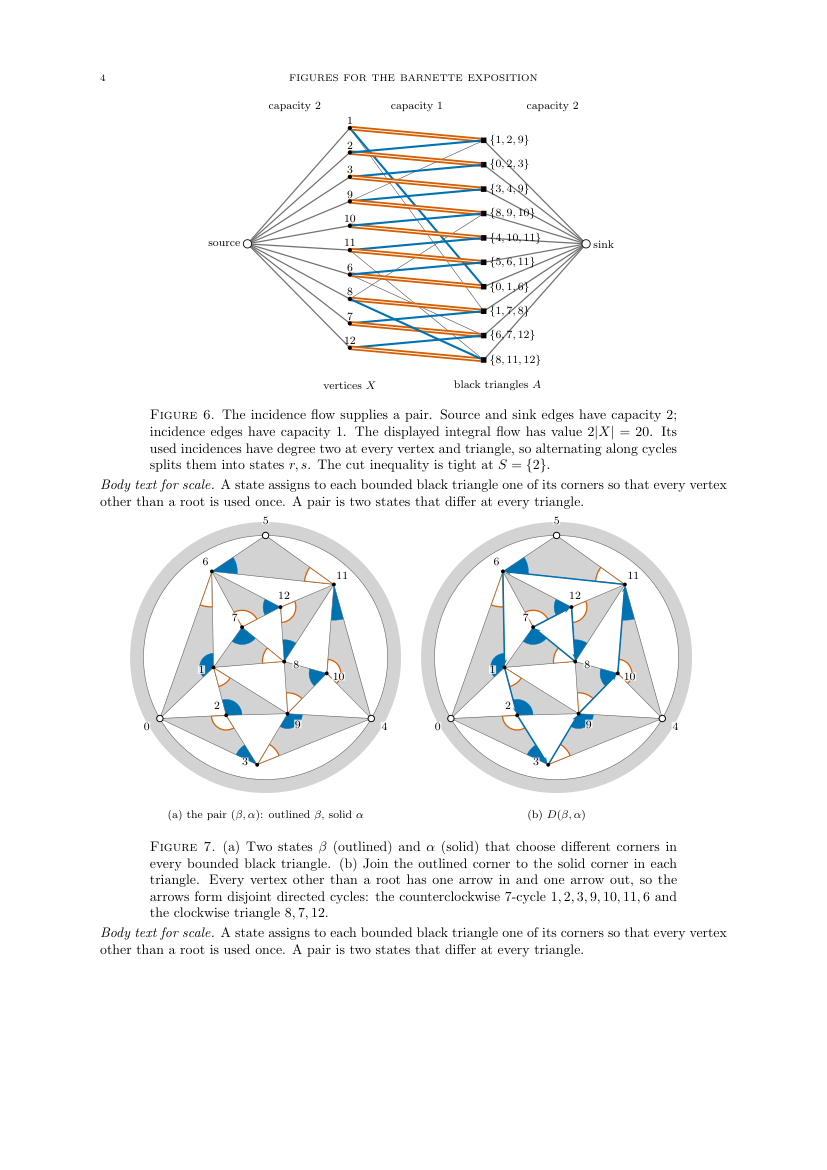 4 FIGURES FOR THE BARNETTE EXPOSITION
capacity 2 capacity 1 capacity 2
1
2
3
9
10
11
6
8
7
12
{1, 2, 9}
{0, 2, 3}
{3, 4, 9}
{8, 9, 10}
{4, 10, 11}
{5, 6, 11}
{0, 1, 6}
{1, 7, 8}
{6, 7, 12}
{8, 11, 12}
source
sink
vertices X black triangles A
FIGURE 6. The incidence flow supplies a pair. Source and sink edges have capacity 2;
incidence edges have capacity 1. The displayed integral flow has value 2|X| = 20. Its
used incidences have degree two at every vertex and triangle, so alternating along cycles
splits them into states r, s. The cut inequality is tight at S = {2}.
Body text for scale. A state assigns to each bounded black triangle one of its corners so that every vertex
other than a root is used once. A pair is two states that differ at every triangle.
5
6
11
12
7
8
1
10
2
9
0
4
3
(a) the pair (β, α): outlined β, solid α
5
6
11
12
7
8
1
10
2
9
0
4
3
(b) D(β, α)
FIGURE 7. (a) Two states β (outlined) and α (solid) that choose different corners in
every bounded black triangle. (b) Join the outlined corner to the solid corner in each
triangle. Every vertex other than a root has one arrow in and one arrow out, so the
arrows form disjoint directed cycles: the counterclockwise 7-cycle 1, 2, 3, 9, 10, 11, 6 and
the clockwise triangle 8, 7, 12.
Body text for scale. A state assigns to each bounded black triangle one of its corners so that every vertex
other than a root is used once. A pair is two states that differ at every triangle.